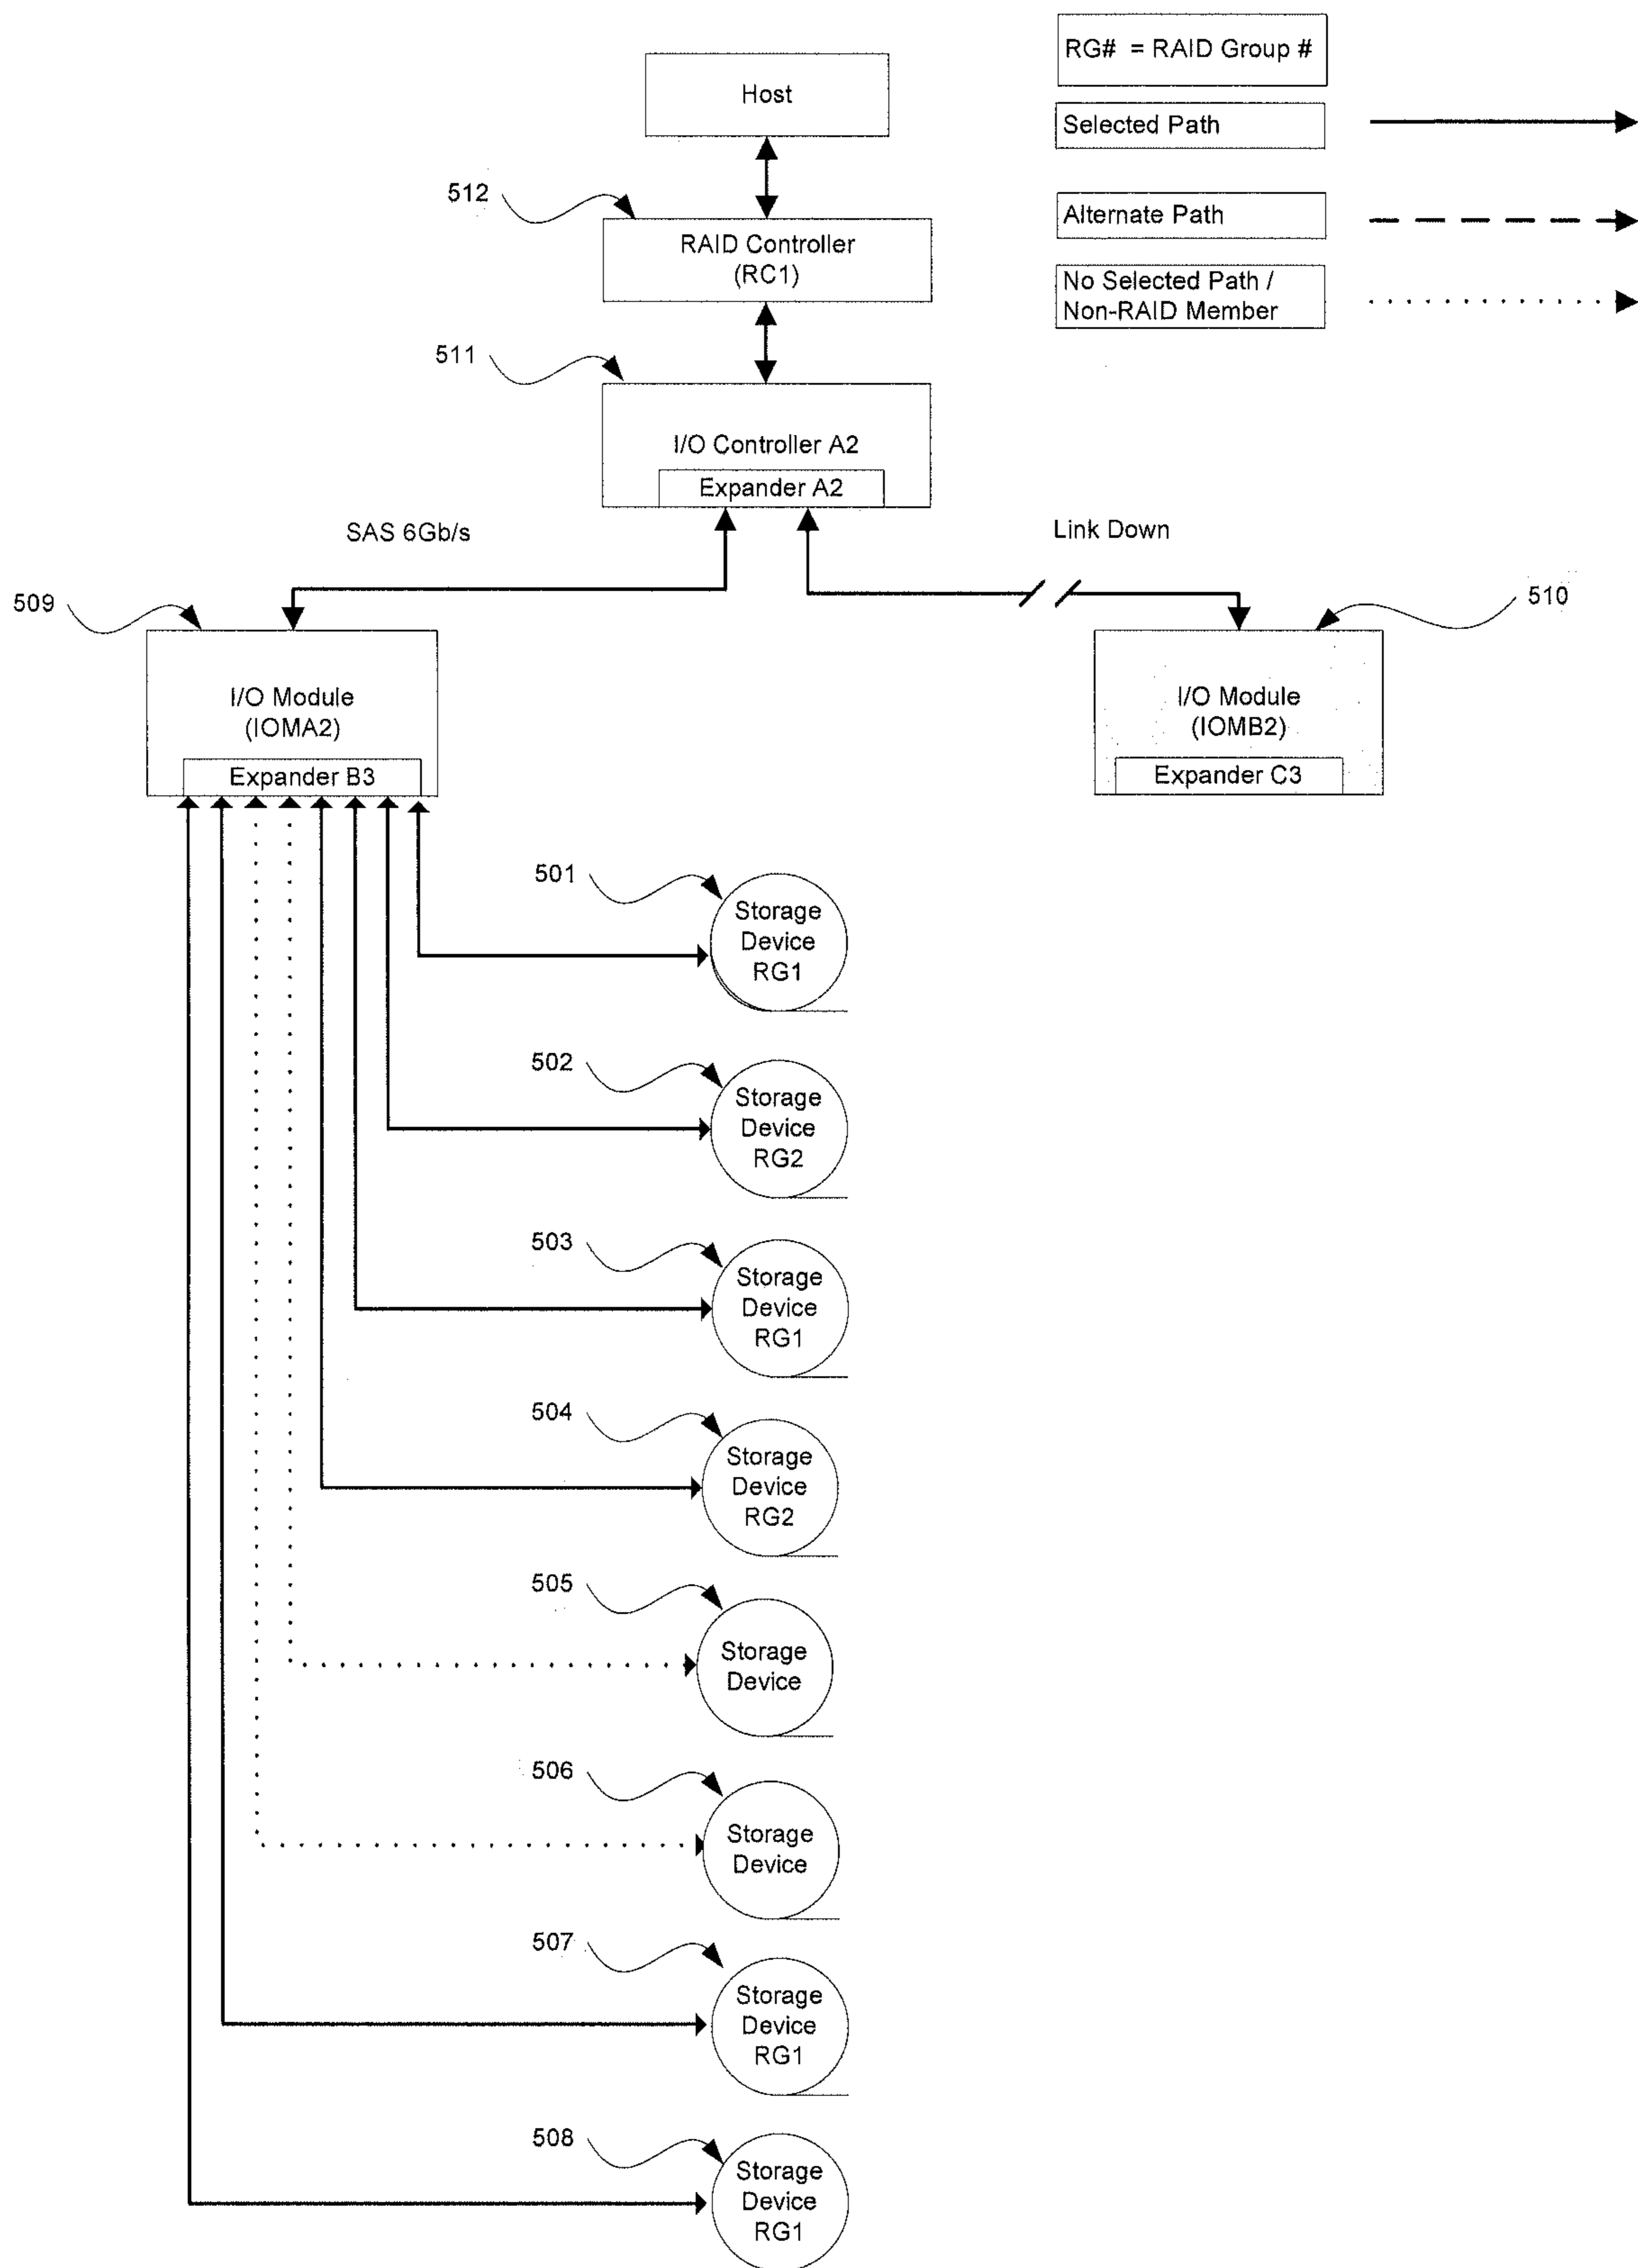 RG# = RAID Group #
Host
Selected Path
512
Alternate Path
RAID Controller
(RC1)
No Selected Path /
Non-RAID Member
511
I/O Controller A2
Expander A2
SAS 6Gb/s
Link Down
509
510
I/O Module
(IOMA2)
Expander B3
I/O Module
(IOMB2)
Expander C3
501
Storage
Device
RG1
502
Storage
Device
RG2
503
Storage
Device
RG1
504
Storage
Device
RG2
505
Storage
Device
506
Storage
Device
507
Storage
Device
RG1
508
Storage
Device
RG1